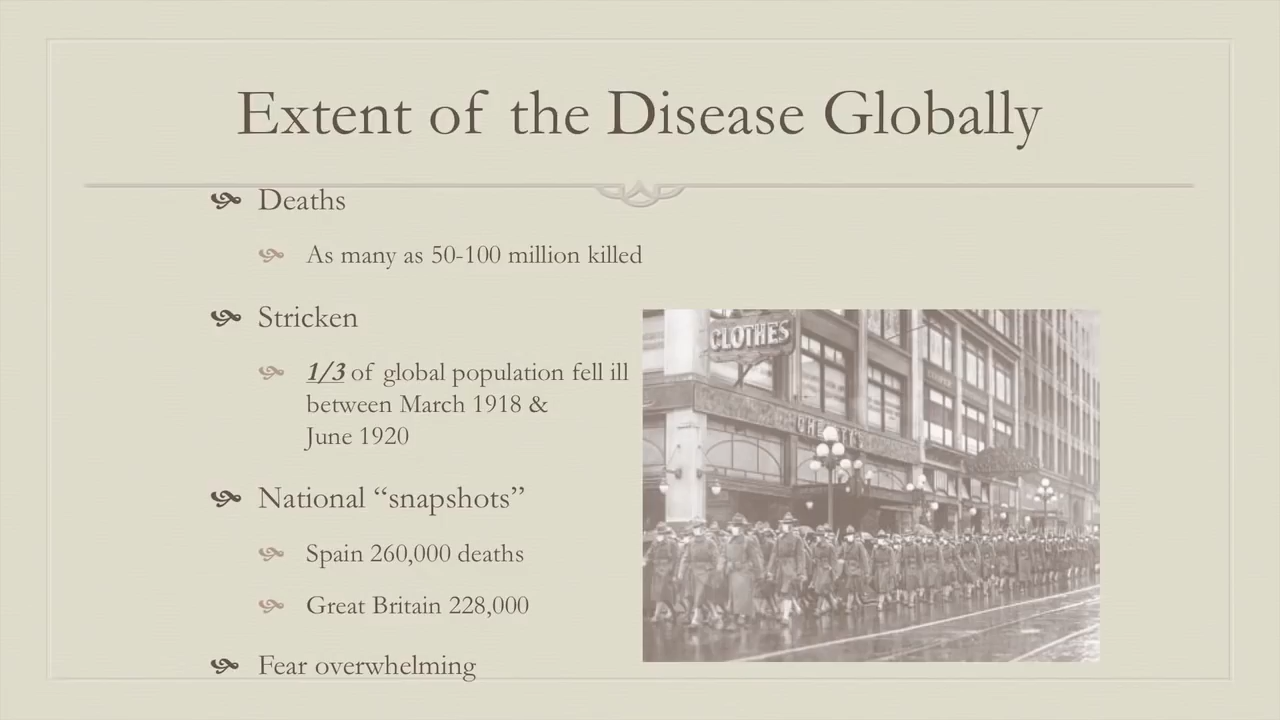 Extent of the Disease Globally
Deaths
As many as 50-100 million killed
Stricken
1/3 of global population fell ill
between March 1918 &
June 1920
National “snapshots”
Spain 260,000 deaths
Great Britain 228,000
Fear overwhelming
CLOTHES